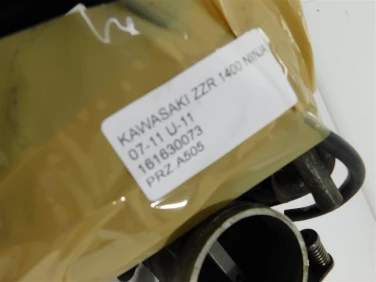 KAWASAKI ZZR 1400 NINJA
07-11 U-11
161630073
PRZ.A505